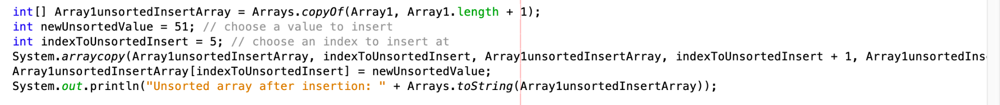 int[] Array1unsortedInsertArray = Arrays.copyOf(Array1, Array1.length + 1);
int newUnsortedValue = 51; // choose a value to insert
int indexToUnsortedInsert = 5; // choose an index to insert at
System.arraycopy(Array1unsortedInsertArray, indexToUnsortedInsert, Array1unsortedInsertArray, indexToUnsortedInsert + 1, Array1unsortedIns
Array1unsortedInsertArray[indexToUnsortedInsert] = newUnsortedValue;
System.out.println("Unsorted array after insertion: " + Arrays.toString(Array1unsortedInsertArray));